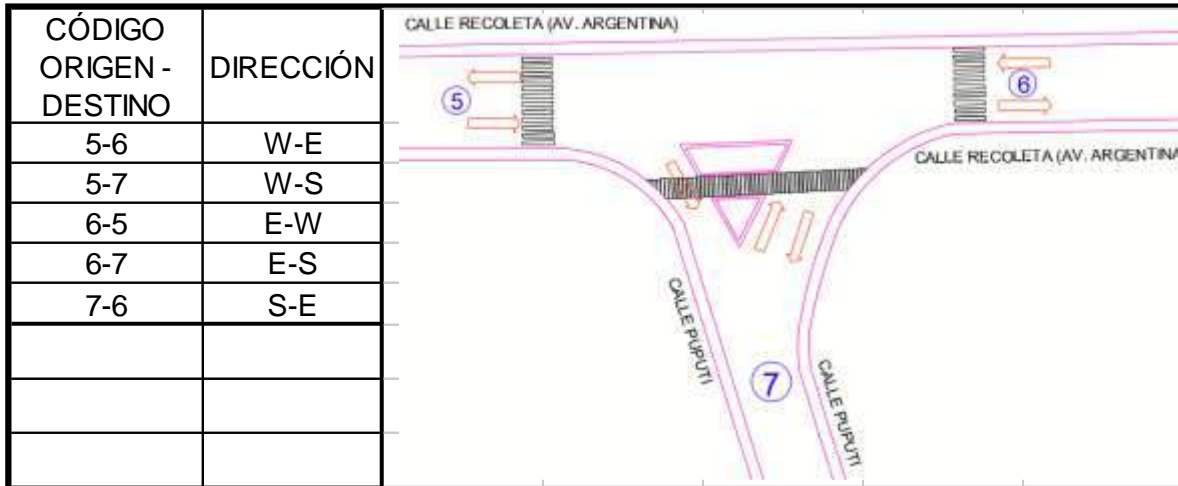 CÓDIGO
ORIGEN -
DESTINO
DIRECCIÓN
5-6 W-E
5-7 W-S
6-5 E-W
6-7 E-S
7-6 S-E
CALLE RECOLETA (AV. ARGENTINA)
5
6
CALLE RECOLETA (AV. ARGENTINA
CALLE PUPUTI
7
CALLE PUPUTI